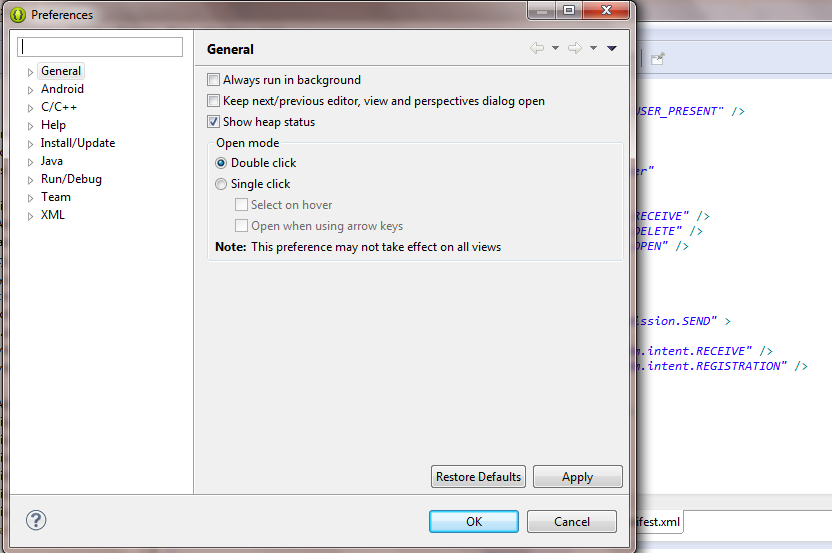 Preferences
General
Android
C/C++
Help
Install/Update
Java
Run/Debug
Team
XML
General
Always run in background
Keep next/previous editor, view and perspectives dialog open
Show heap status
Open mode
Double click
Single click
Select on hover
Open when using arrow keys
Note: This preference may not take effect on all views
Restore Defaults Apply
OK Cancel
USER_PRESENT" />
er"
RECEIVE" />
DELETE" />
OPEN" />
ission.SEND" >
n.intent.RECEIVE" />
n.intent.REGISTRATION" />
ifest.xml